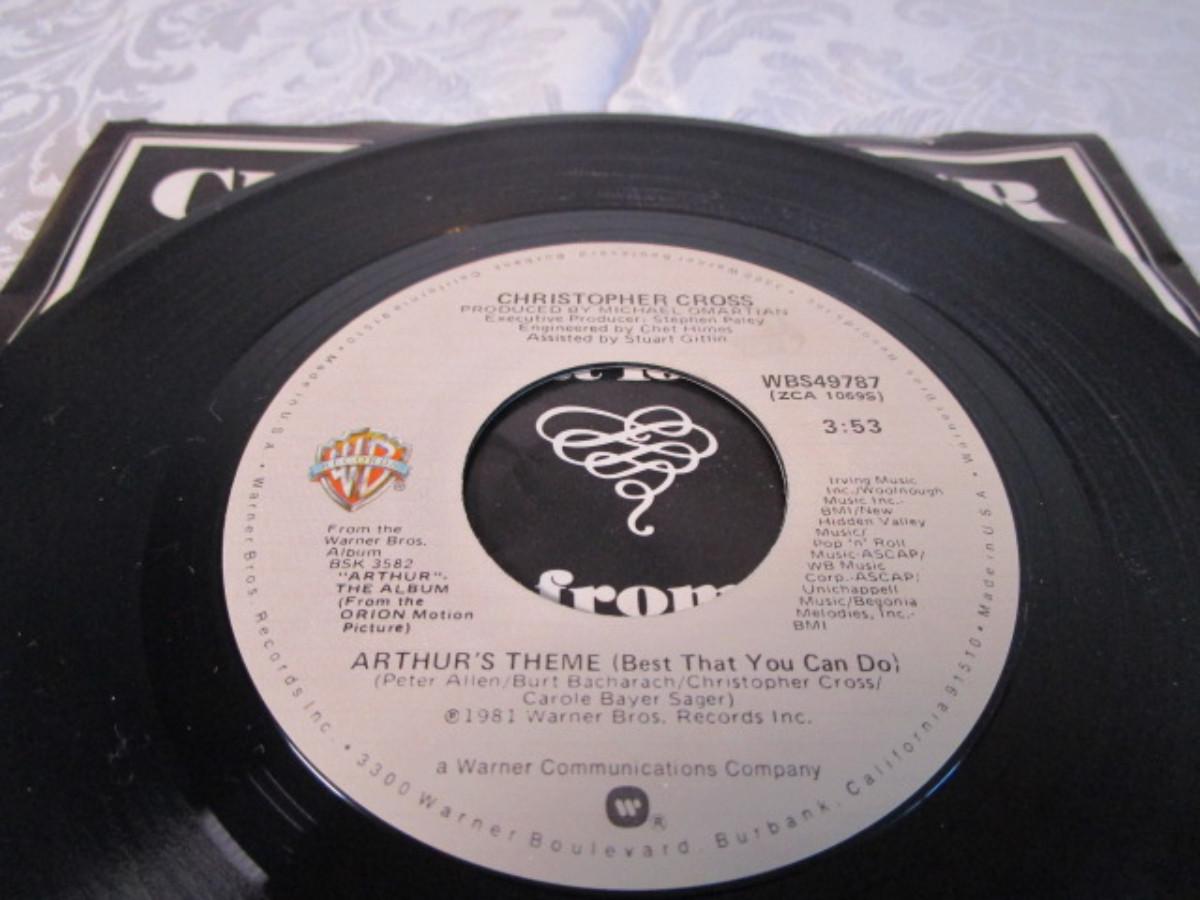 CHRISTOPHER CROSS
PRODUCED BY MICHAEL OMARTIAN
Executive Producer: Stephen Paley
Engineered by Chet Himes
Assisted by Stuart Gitlin
WBS49787
(ZCA 1069S)
3:53
WB
RECORDS
®
From the
Warner Bros.
Album
BSK 3582
"ARTHUR"-
THE ALBUM
(From the
ORION Motion
Picture)
Irving Music
Inc./Woolnough
Music Inc.-
BMI/New
Hidden Valley
Music/
Pop 'n' Roll
Music-ASCAP/
WB Music
Corp.-ASCAP/
Unichappell
Music/Begonia
Melodies, Inc.-
BMI
from
ARTHUR'S THEME (Best That You Can Do)
(Peter Allen/Burt Bacharach/Christopher Cross/
Carole Bayer Sager)
℗1981 Warner Bros. Records Inc.
a Warner Communications Company
®
Made in U.S.A. • Warner Bros. Records Inc. • 3300 Warner Boulevard, Burbank, California 91510 • Made in U S A •